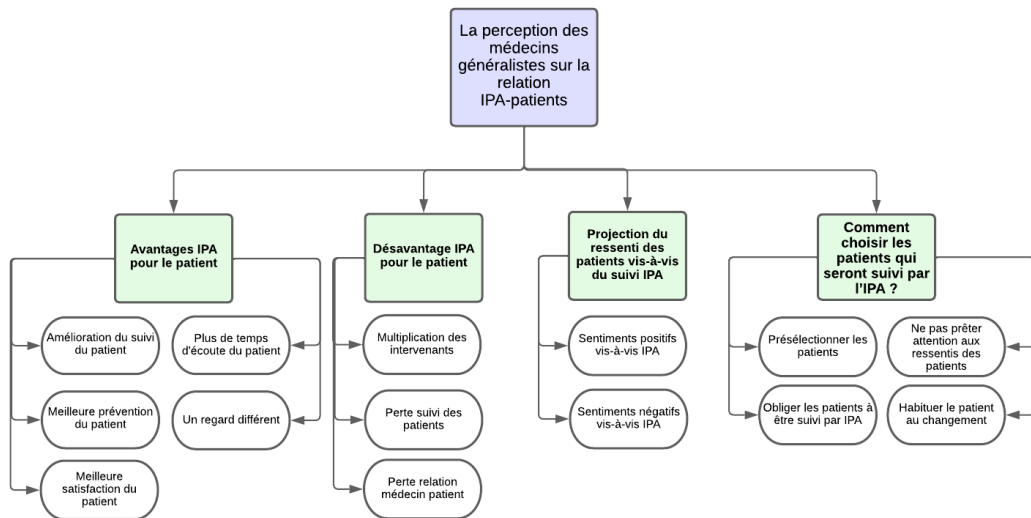 La perception des
médecins
généralistes sur la
relation
IPA-patients
Avantages IPA
pour le patient
Désavantage IPA
pour le patient
Projection du
ressenti des
patients vis-à-vis
du suivi IPA
Comment
choisir les
patients qui
seront suivi par
l'IPA ?
Amélioration du suivi
du patient
Plus de temps
d'écoute du patient
Meilleure prévention
du patient
Un regard différent
Meilleure
satisfaction du
patient
Multiplication des
intervenants
Perte suivi des
patients
Perte relation
médecin patient
Sentiments positifs
vis-à-vis IPA
Sentiments négatifs
vis-à-vis IPA
Présélectionner les
patients
Ne pas prêter
attention aux
ressentis des
patients
Obliger les patients à
être suivi par IPA
Habituer le patient
au changement